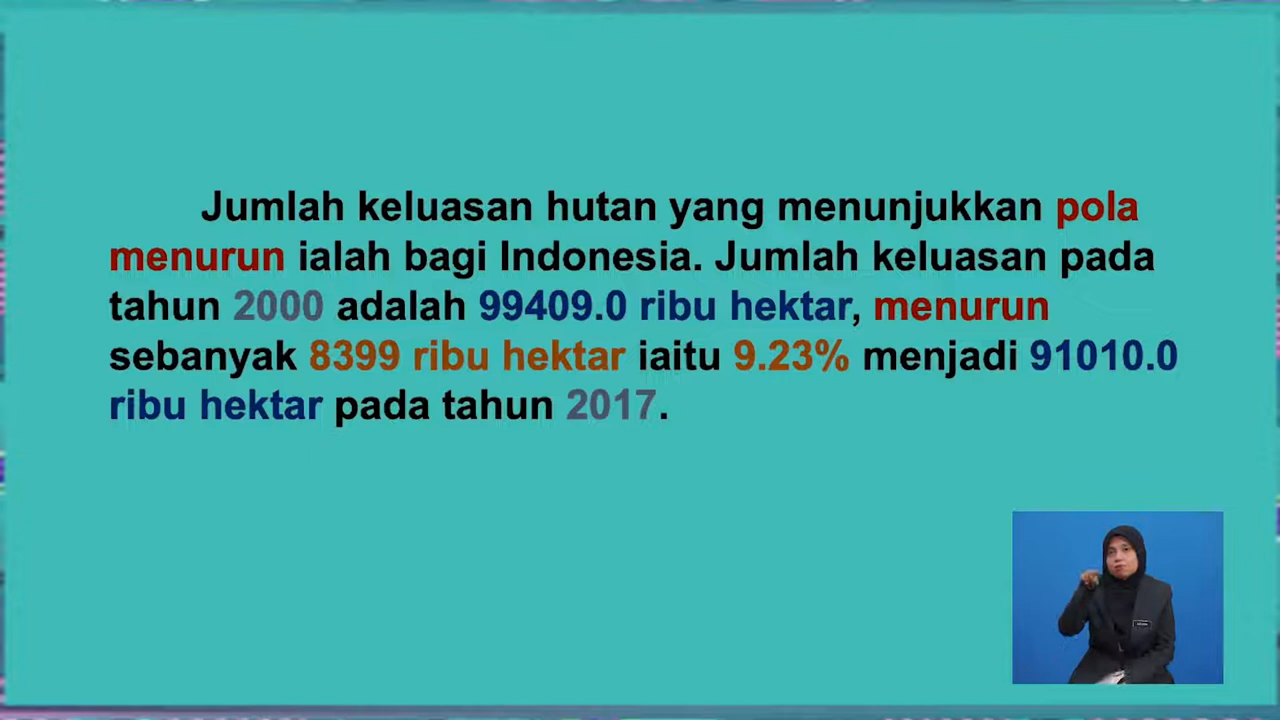 Jumlah keluasan hutan yang menunjukkan pola
menurun ialah bagi Indonesia. Jumlah keluasan pada
tahun 2000 adalah 99409.0 ribu hektar, menurun
sebanyak 8399 ribu hektar iaitu 9.23% menjadi 91010.0
ribu hektar pada tahun 2017.